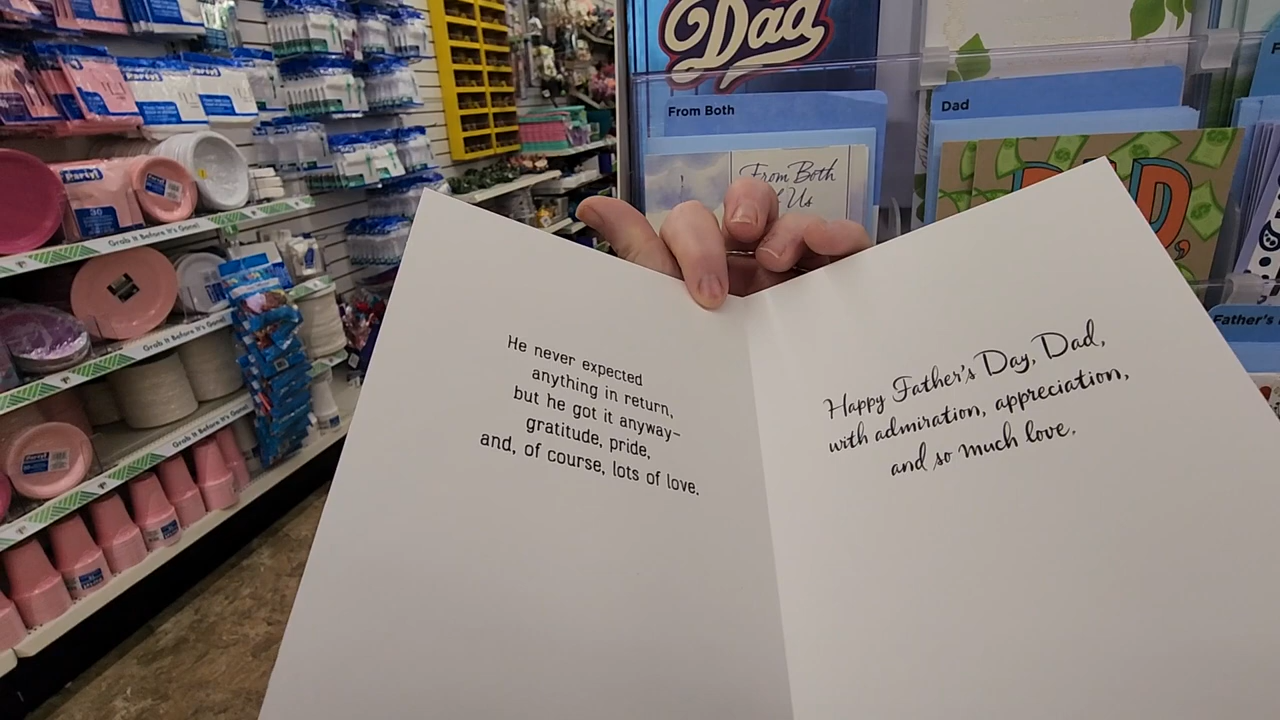 Dad
From Both
Dad
From Both
Us
He never expected
anything in return,
but he got it anyway–
gratitude, pride,
and, of course, lots of love.
Happy Father's Day, Dad,
with admiration, appreciation,
and so much love.
Father's
Party!
30
Grab It Before It's Gone!
Grab It Before It's Gone!
Grab It Before It's Gone!